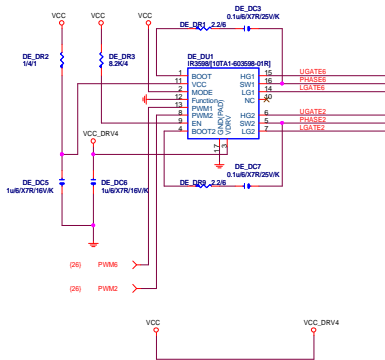 VCC VCC VCC
DE_DC3
0.1u/6/X7R/25V/K
DE_DR1 2.2/6
DE_DR2
1/4/1
DE_DR3
8.2K/4
DE_DU1
IR3598[10TA1-603598-01R]
1 BOOT HG1 15 UGATE6
11 VCC SW1 16 PHASE6
2 MODE LG1 14 LGATE6
12 Function NC 10
13 PWM1
8 PWM2 HG2 6 UGATE2
9 EN SW2 5 PHASE2
4 BOOT2 LG2 7 LGATE2
GND(PAD) VDRV
17 3
VCC_DRV4
DE_DC5
1u/6/X7R/16V/K
DE_DC6
1u/6/X7R/16V/K
DE_DC7
0.1u/6/X7R/25V/K
DE_DR9 2.2/6
(26) PWM6
(26) PWM2
VCC VCC_DRV4